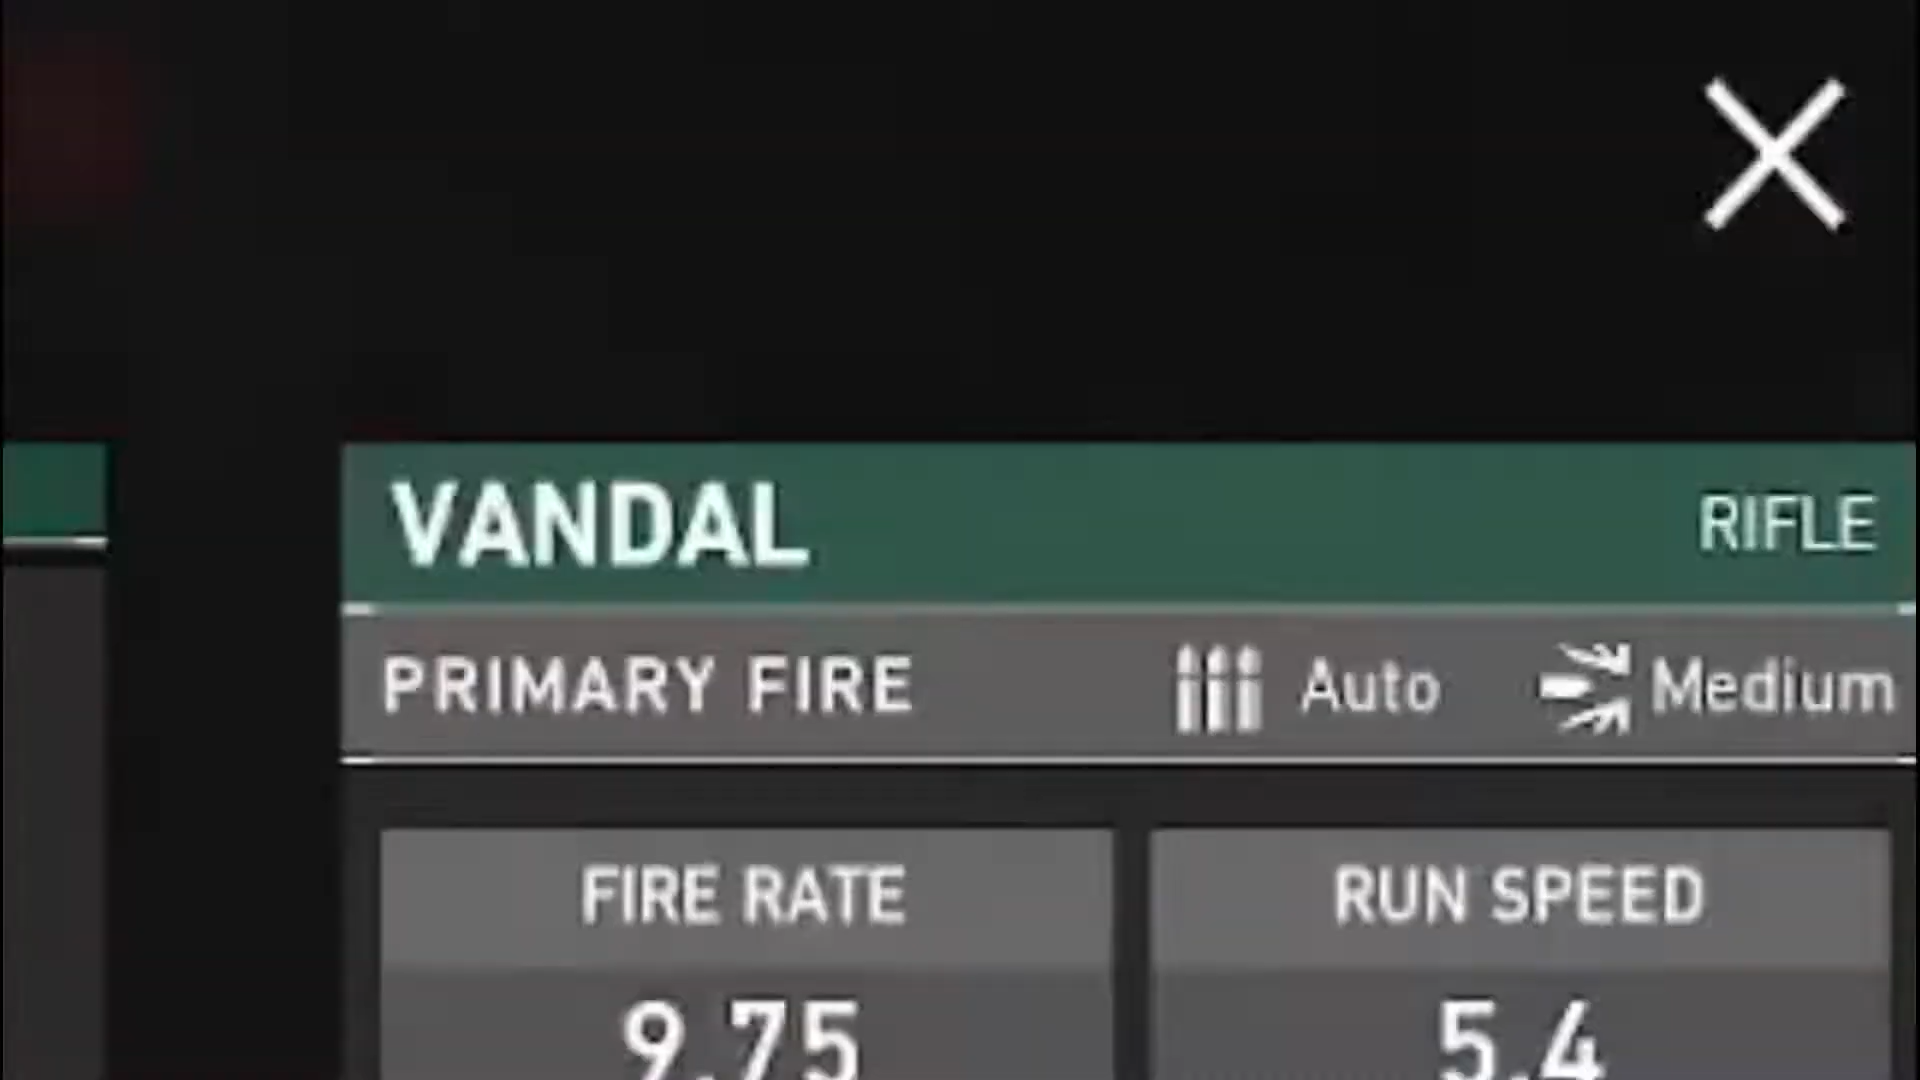 VANDAL RIFLE
PRIMARY FIRE Auto Medium
FIRE RATE RUN SPEED
9.75 5.4